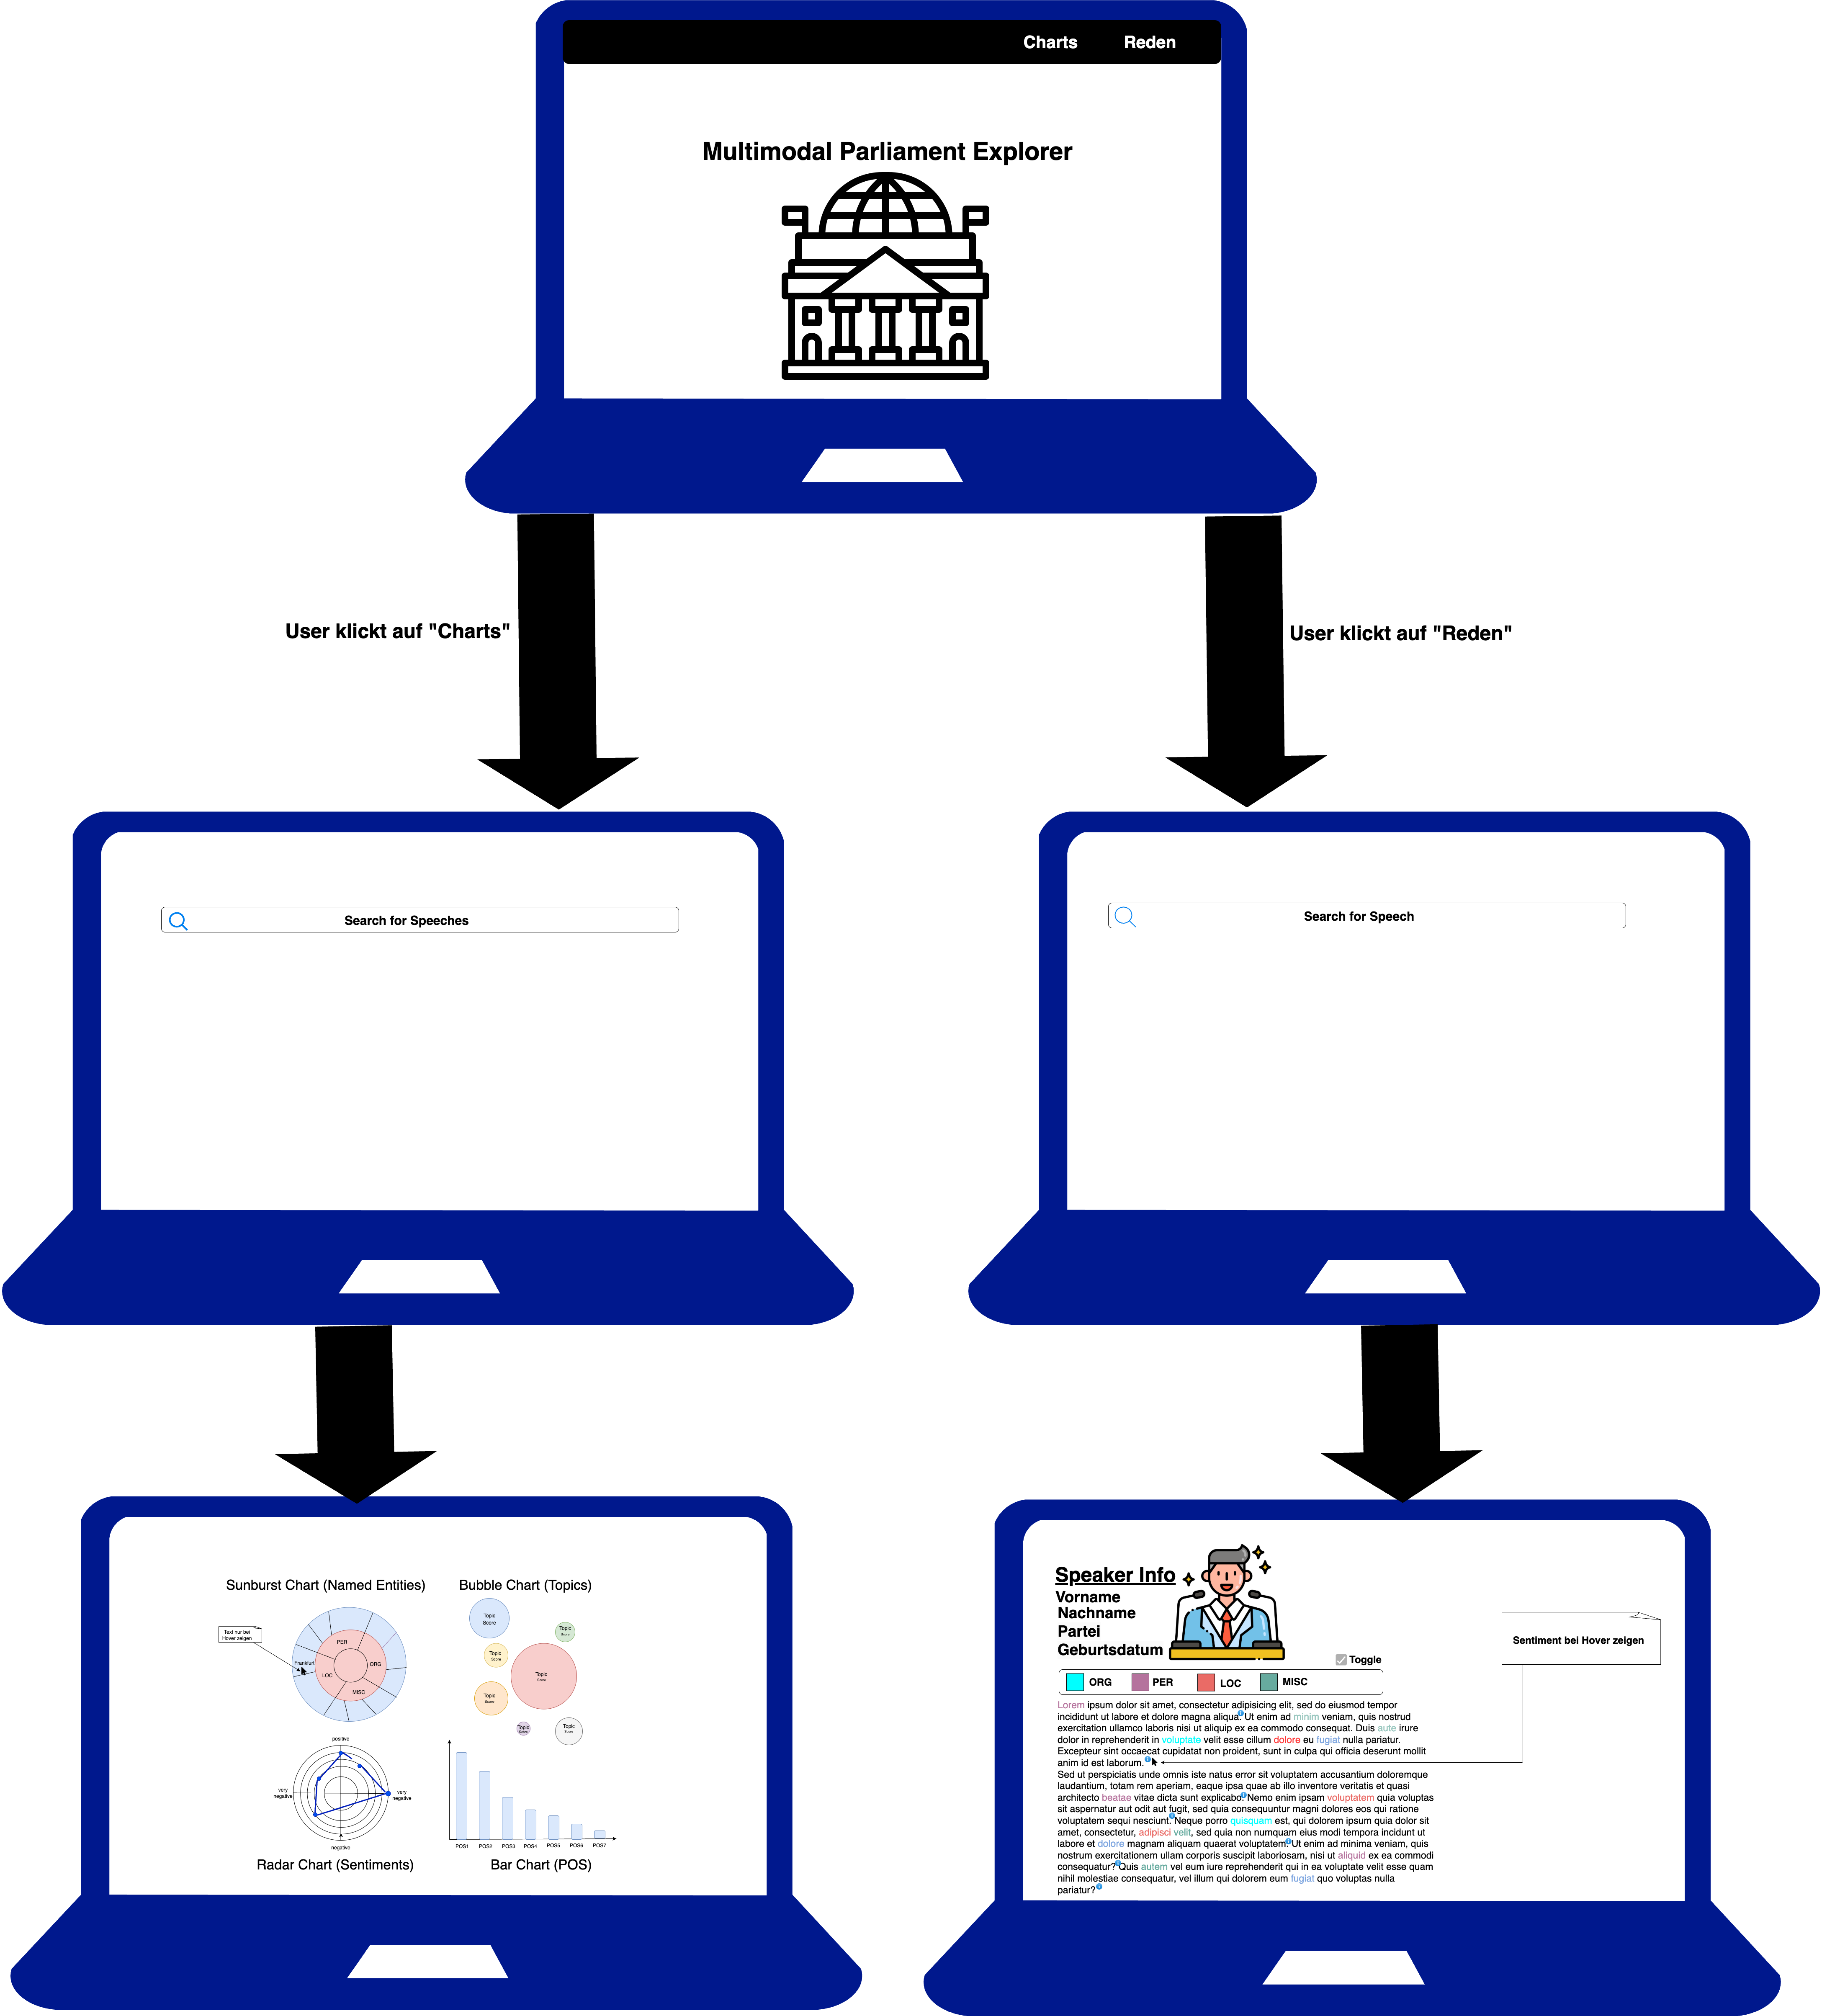 Charts Reden
Multimodal Parliament Explorer
User klickt auf "Charts"
User klickt auf "Reden"
Search for Speeches
Search for Speech
Sunburst Chart (Named Entities)
Text nur bei
Hover zeigen
PER
ORG
MISC
LOC
Frankfurt
Bubble Chart (Topics)
Topic
Score
Topic
Score
Topic
Score
Topic
Score
Topic
Score
Topic
Score
Topic
Score
positive
very
negative
very
negative
negative
Radar Chart (Sentiments)
POS1 POS2 POS3 POS4 POS5 POS6 POS7
Bar Chart (POS)
Speaker Info
Vorname
Nachname
Partei
Geburtsdatum
Toggle
ORG PER LOC MISC
Lorem ipsum dolor sit amet, consectetur adipisicing elit, sed do eiusmod tempor
incididunt ut labore et dolore magna aliqua. Ut enim ad minim veniam, quis nostrud
exercitation ullamco laboris nisi ut aliquip ex ea commodo consequat. Duis aute irure
dolor in reprehenderit in voluptate velit esse cillum dolore eu fugiat nulla pariatur.
Excepteur sint occaecat cupidatat non proident, sunt in culpa qui officia deserunt mollit
anim id est laborum.
Sed ut perspiciatis unde omnis iste natus error sit voluptatem accusantium doloremque
laudantium, totam rem aperiam, eaque ipsa quae ab illo inventore veritatis et quasi
architecto beatae vitae dicta sunt explicabo. Nemo enim ipsam voluptatem quia voluptas
sit aspernatur aut odit aut fugit, sed quia consequuntur magni dolores eos qui ratione
voluptatem sequi nesciunt. Neque porro quisquam est, qui dolorem ipsum quia dolor sit
amet, consectetur, adipisci velit, sed quia non numquam eius modi tempora incidunt ut
labore et dolore magnam aliquam quaerat voluptatem. Ut enim ad minima veniam, quis
nostrum exercitationem ullam corporis suscipit laboriosam, nisi ut aliquid ex ea commodi
consequatur? Quis autem vel eum iure reprehenderit qui in ea voluptate velit esse quam
nihil molestiae consequatur, vel illum qui dolorem eum fugiat quo voluptas nulla
pariatur?
Sentiment bei Hover zeigen